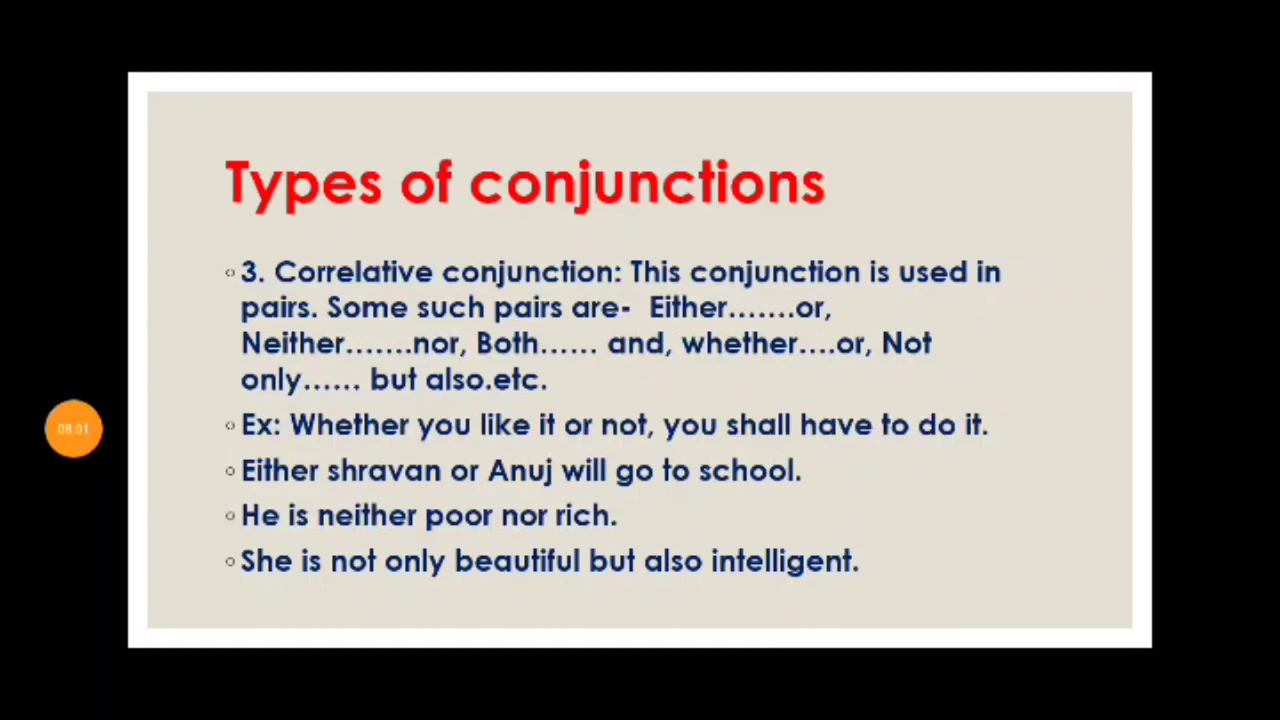 Types of conjunctions
◦ 3. Correlative conjunction: This conjunction is used in
pairs. Some such pairs are-  Either.......or,
Neither.......nor, Both...... and, whether....or, Not
only...... but also.etc.
08:01
◦ Ex: Whether you like it or not, you shall have to do it.
◦ Either shravan or Anuj will go to school.
◦ He is neither poor nor rich.
◦ She is not only beautiful but also intelligent.